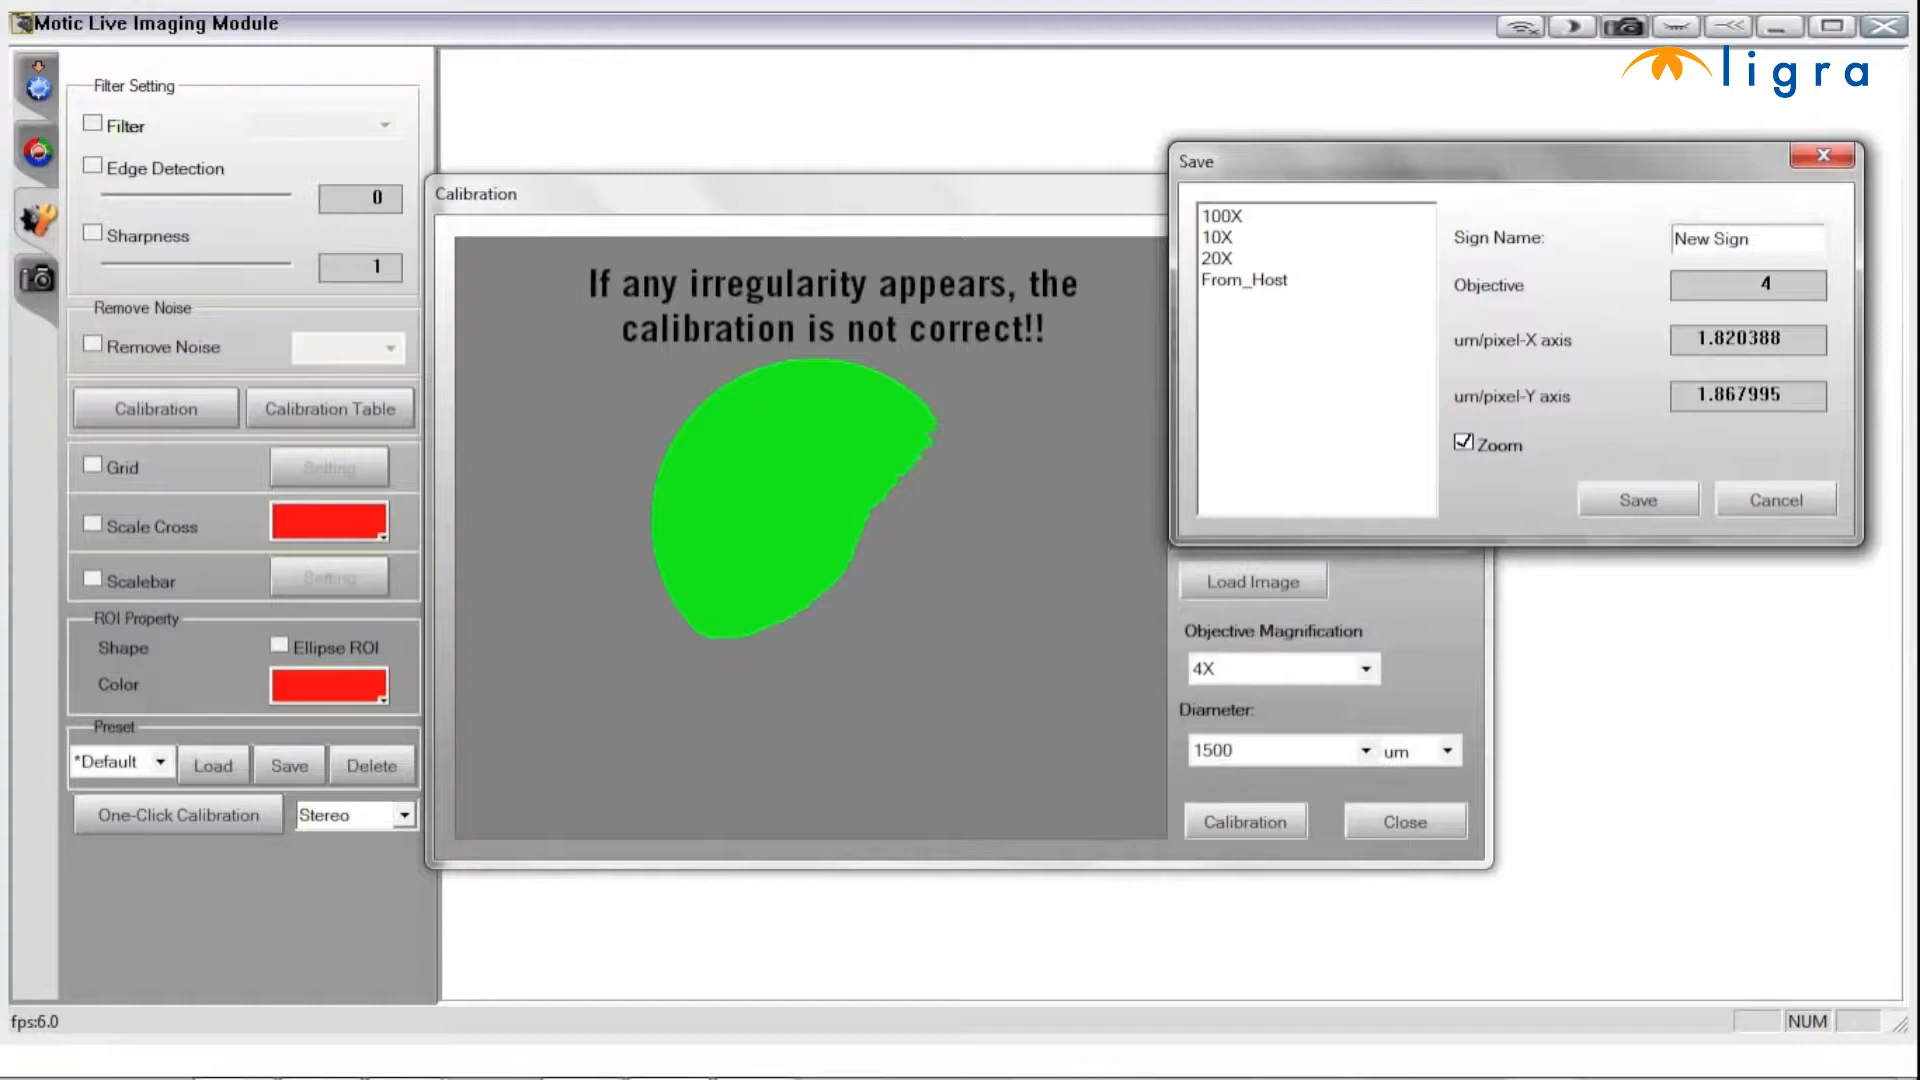 Motic Live Imaging Module
ligra
Filter Setting
Filter
Edge Detection
0
Sharpness
1
Remove Noise
Remove Noise
Calibration
Calibration Table
Grid
Setting
Scale Cross
Scalebar
Setting
ROI Property
Shape
Ellipse ROI
Color
Preset
*Default
Load
Save
Delete
One-Click Calibration
Stereo
Calibration
If any irregularity appears, the
calibration is not correct!!
Save
100X
10X
20X
From_Host
Sign Name:
New Sign
Objective
4
um/pixel-X axis
1.820388
um/pixel-Y axis
1.867995
Zoom
Save
Cancel
Load Image
Objective Magnification
4X
Diameter:
1500
um
Calibration
Close
fps:6.0
NUM